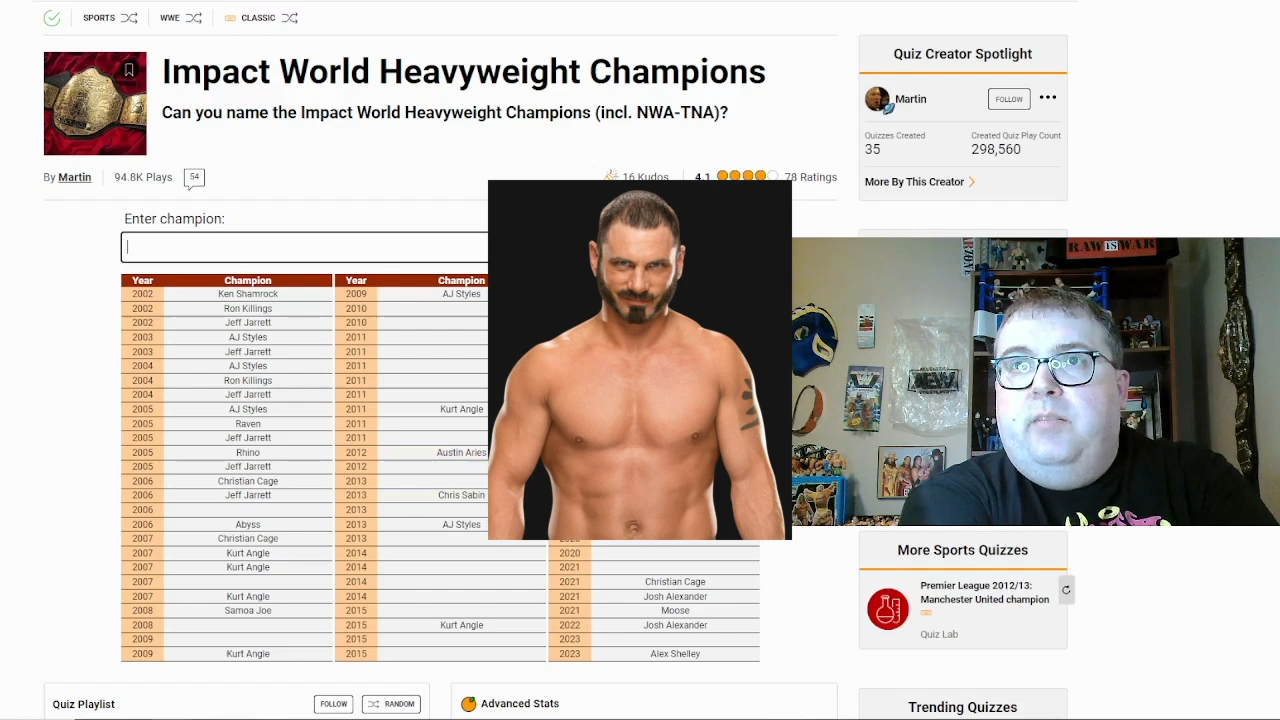 SPORTS
WWE
CLASSIC
Impact World Heavyweight Champions
Can you name the Impact World Heavyweight Champions (incl. NWA-TNA)?
By Martin
94.8K Plays
54
16 Kudos
4.1
78 Ratings
Enter champion:
Year Champion Year Champion
2002 Ken Shamrock 2009 AJ Styles
2002 Ron Killings 2010
2002 Jeff Jarrett 2010
2003 AJ Styles 2011
2003 Jeff Jarrett 2011
2004 AJ Styles 2011
2004 Ron Killings 2011
2004 Jeff Jarrett 2011
2005 AJ Styles 2011 Kurt Angle
2005 Raven 2011
2005 Jeff Jarrett 2011
2005 Rhino 2012 Austin Aries
2005 Jeff Jarrett 2012
2006 Christian Cage 2013
2006 Jeff Jarrett 2013 Chris Sabin
2006 2013
2006 Abyss 2013 AJ Styles
2007 Christian Cage 2013
2007 Kurt Angle 2014 2020
2007 Kurt Angle 2014 2021
2007 2014 2021 Christian Cage
2007 Kurt Angle 2014 2021 Josh Alexander
2008 Samoa Joe 2015 2021 Moose
2008 2015 Kurt Angle 2022 Josh Alexander
2009 2015 2023
2009 Kurt Angle 2015 2023 Alex Shelley
Quiz Playlist
FOLLOW
RANDOM
Advanced Stats
Quiz Creator Spotlight
Martin
FOLLOW
Quizzes Created Created Quiz Play Count
35 298,560
More By This Creator
RAW IS WAR
AEW
More Sports Quizzes
Premier League 2012/13:
Manchester United champion
Quiz Lab
Trending Quizzes